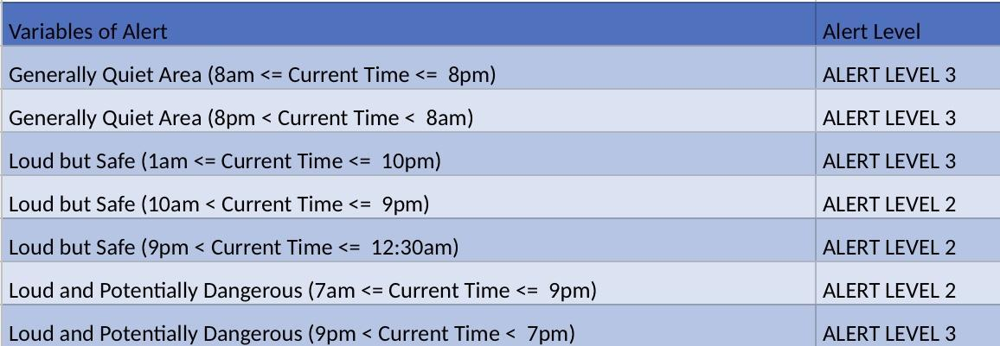 Variables of Alert Alert Level
Generally Quiet Area (8am <= Current Time <=  8pm) ALERT LEVEL 3
Generally Quiet Area (8pm < Current Time <  8am) ALERT LEVEL 3
Loud but Safe (1am <= Current Time <=  10pm) ALERT LEVEL 3
Loud but Safe (10am < Current Time <=  9pm) ALERT LEVEL 2
Loud but Safe (9pm < Current Time <=  12:30am) ALERT LEVEL 2
Loud and Potentially Dangerous (7am <= Current Time <=  9pm) ALERT LEVEL 2
Loud and Potentially Dangerous (9pm < Current Time <  7pm) ALERT LEVEL 3